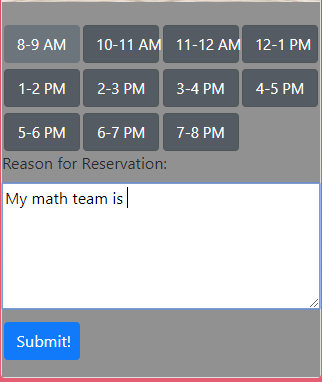 8-9 AM 10-11 AM 11-12 AM 12-1 PM
1-2 PM 2-3 PM 3-4 PM 4-5 PM
5-6 PM 6-7 PM 7-8 PM
Reason for Reservation:
My math team is
Submit!